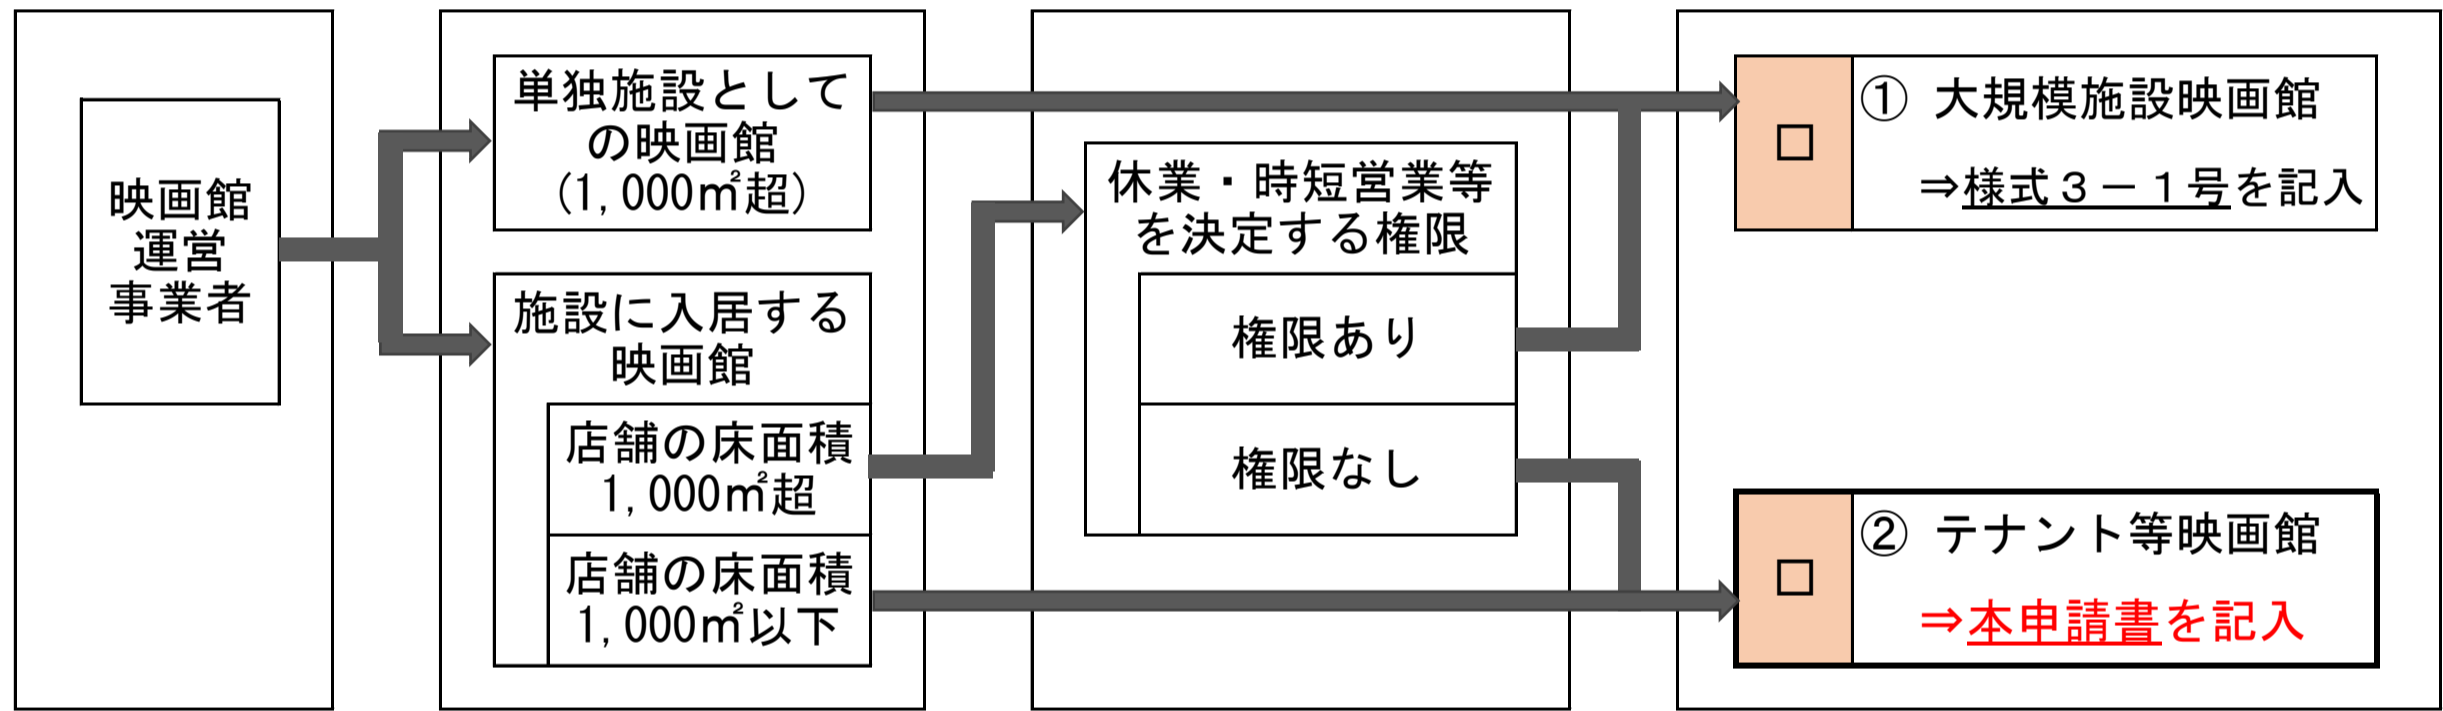 映画館
運営
事業者
単独施設として
の映画館
(1,000㎡超)
施設に入居する
映画館
店舗の床面積
1,000㎡超
店舗の床面積
1,000㎡以下
休業・時短営業等
を決定する権限
権限あり
権限なし
□
① 大規模施設映画館
⇒様式３－１号を記入
□
② テナント等映画館
⇒本申請書を記入